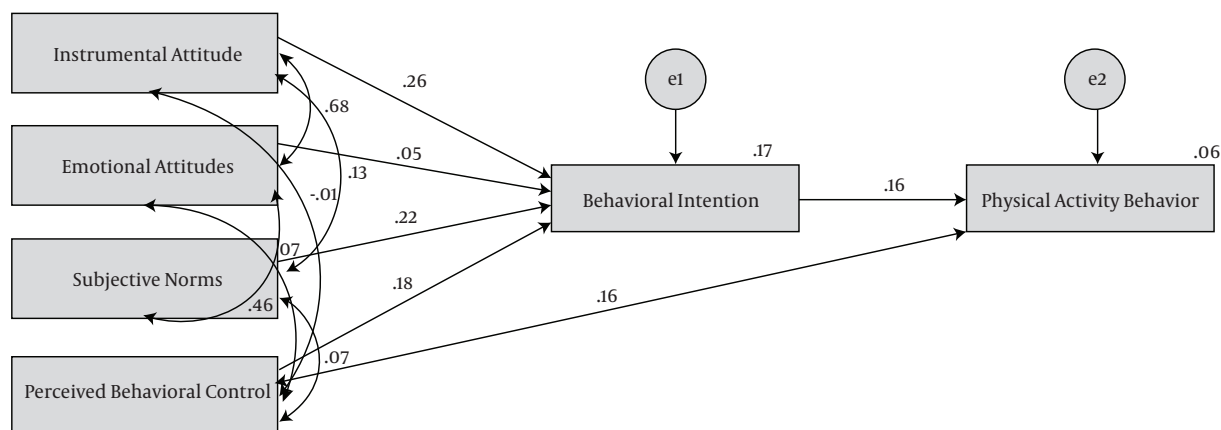 Instrumental Attitude
Emotional Attitudes
Subjective Norms
Perceived Behavioral Control
.26
.68
.05
.13
-.01
.22
07
.46
.18
.07
.16
e1
.17
Behavioral Intention
.16
e2
.06
Physical Activity Behavior